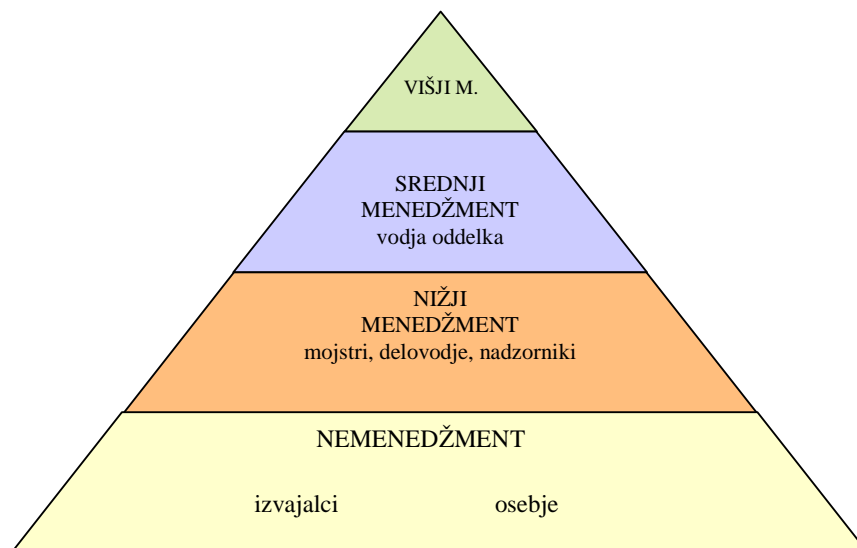 VIŠJI M.
SREDNJI
MENEDŽMENT
vodja oddelka
NIŽJI
MENEDŽMENT
mojstri, delovodje, nadzorniki
NEMENEDŽMENT
izvajalci osebje